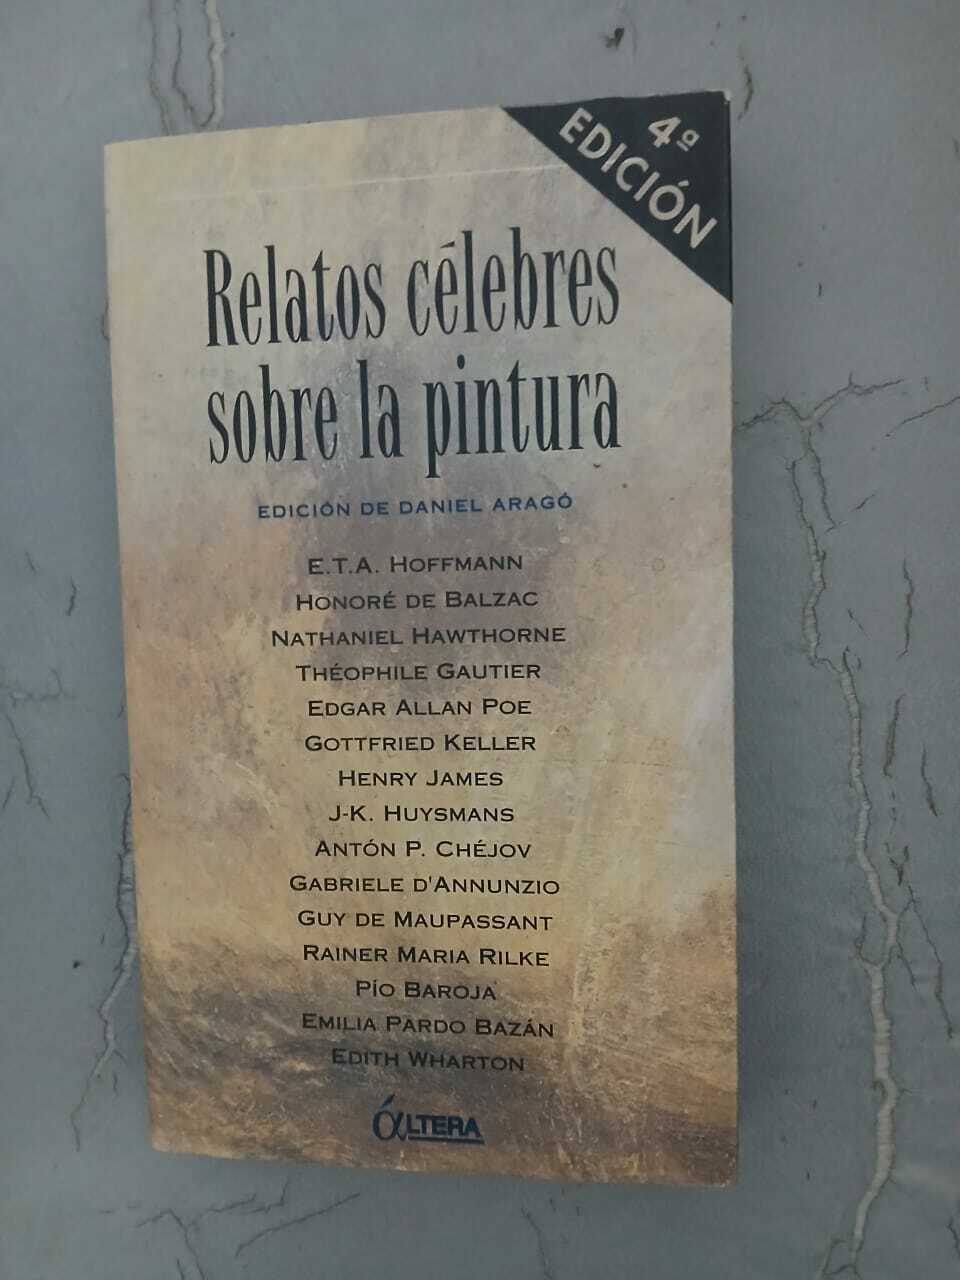 4ª
EDICIÓN
Relatos célebres
sobre la pintura
EDICIÓN DE DANIEL ARAGÓ
E.T.A. HOFFMANN
HONORÉ DE BALZAC
NATHANIEL HAWTHORNE
THÉOPHILE GAUTIER
EDGAR ALLAN POE
GOTTFRIED KELLER
HENRY JAMES
J-K. HUYSMANS
ANTÓN P. CHÉJOV
GABRIELE D'ANNUNZIO
GUY DE MAUPASSANT
RAINER MARIA RILKE
PÍO BAROJA
EMILIA PARDO BAZÁN
EDITH WHARTON
ÁLTERA